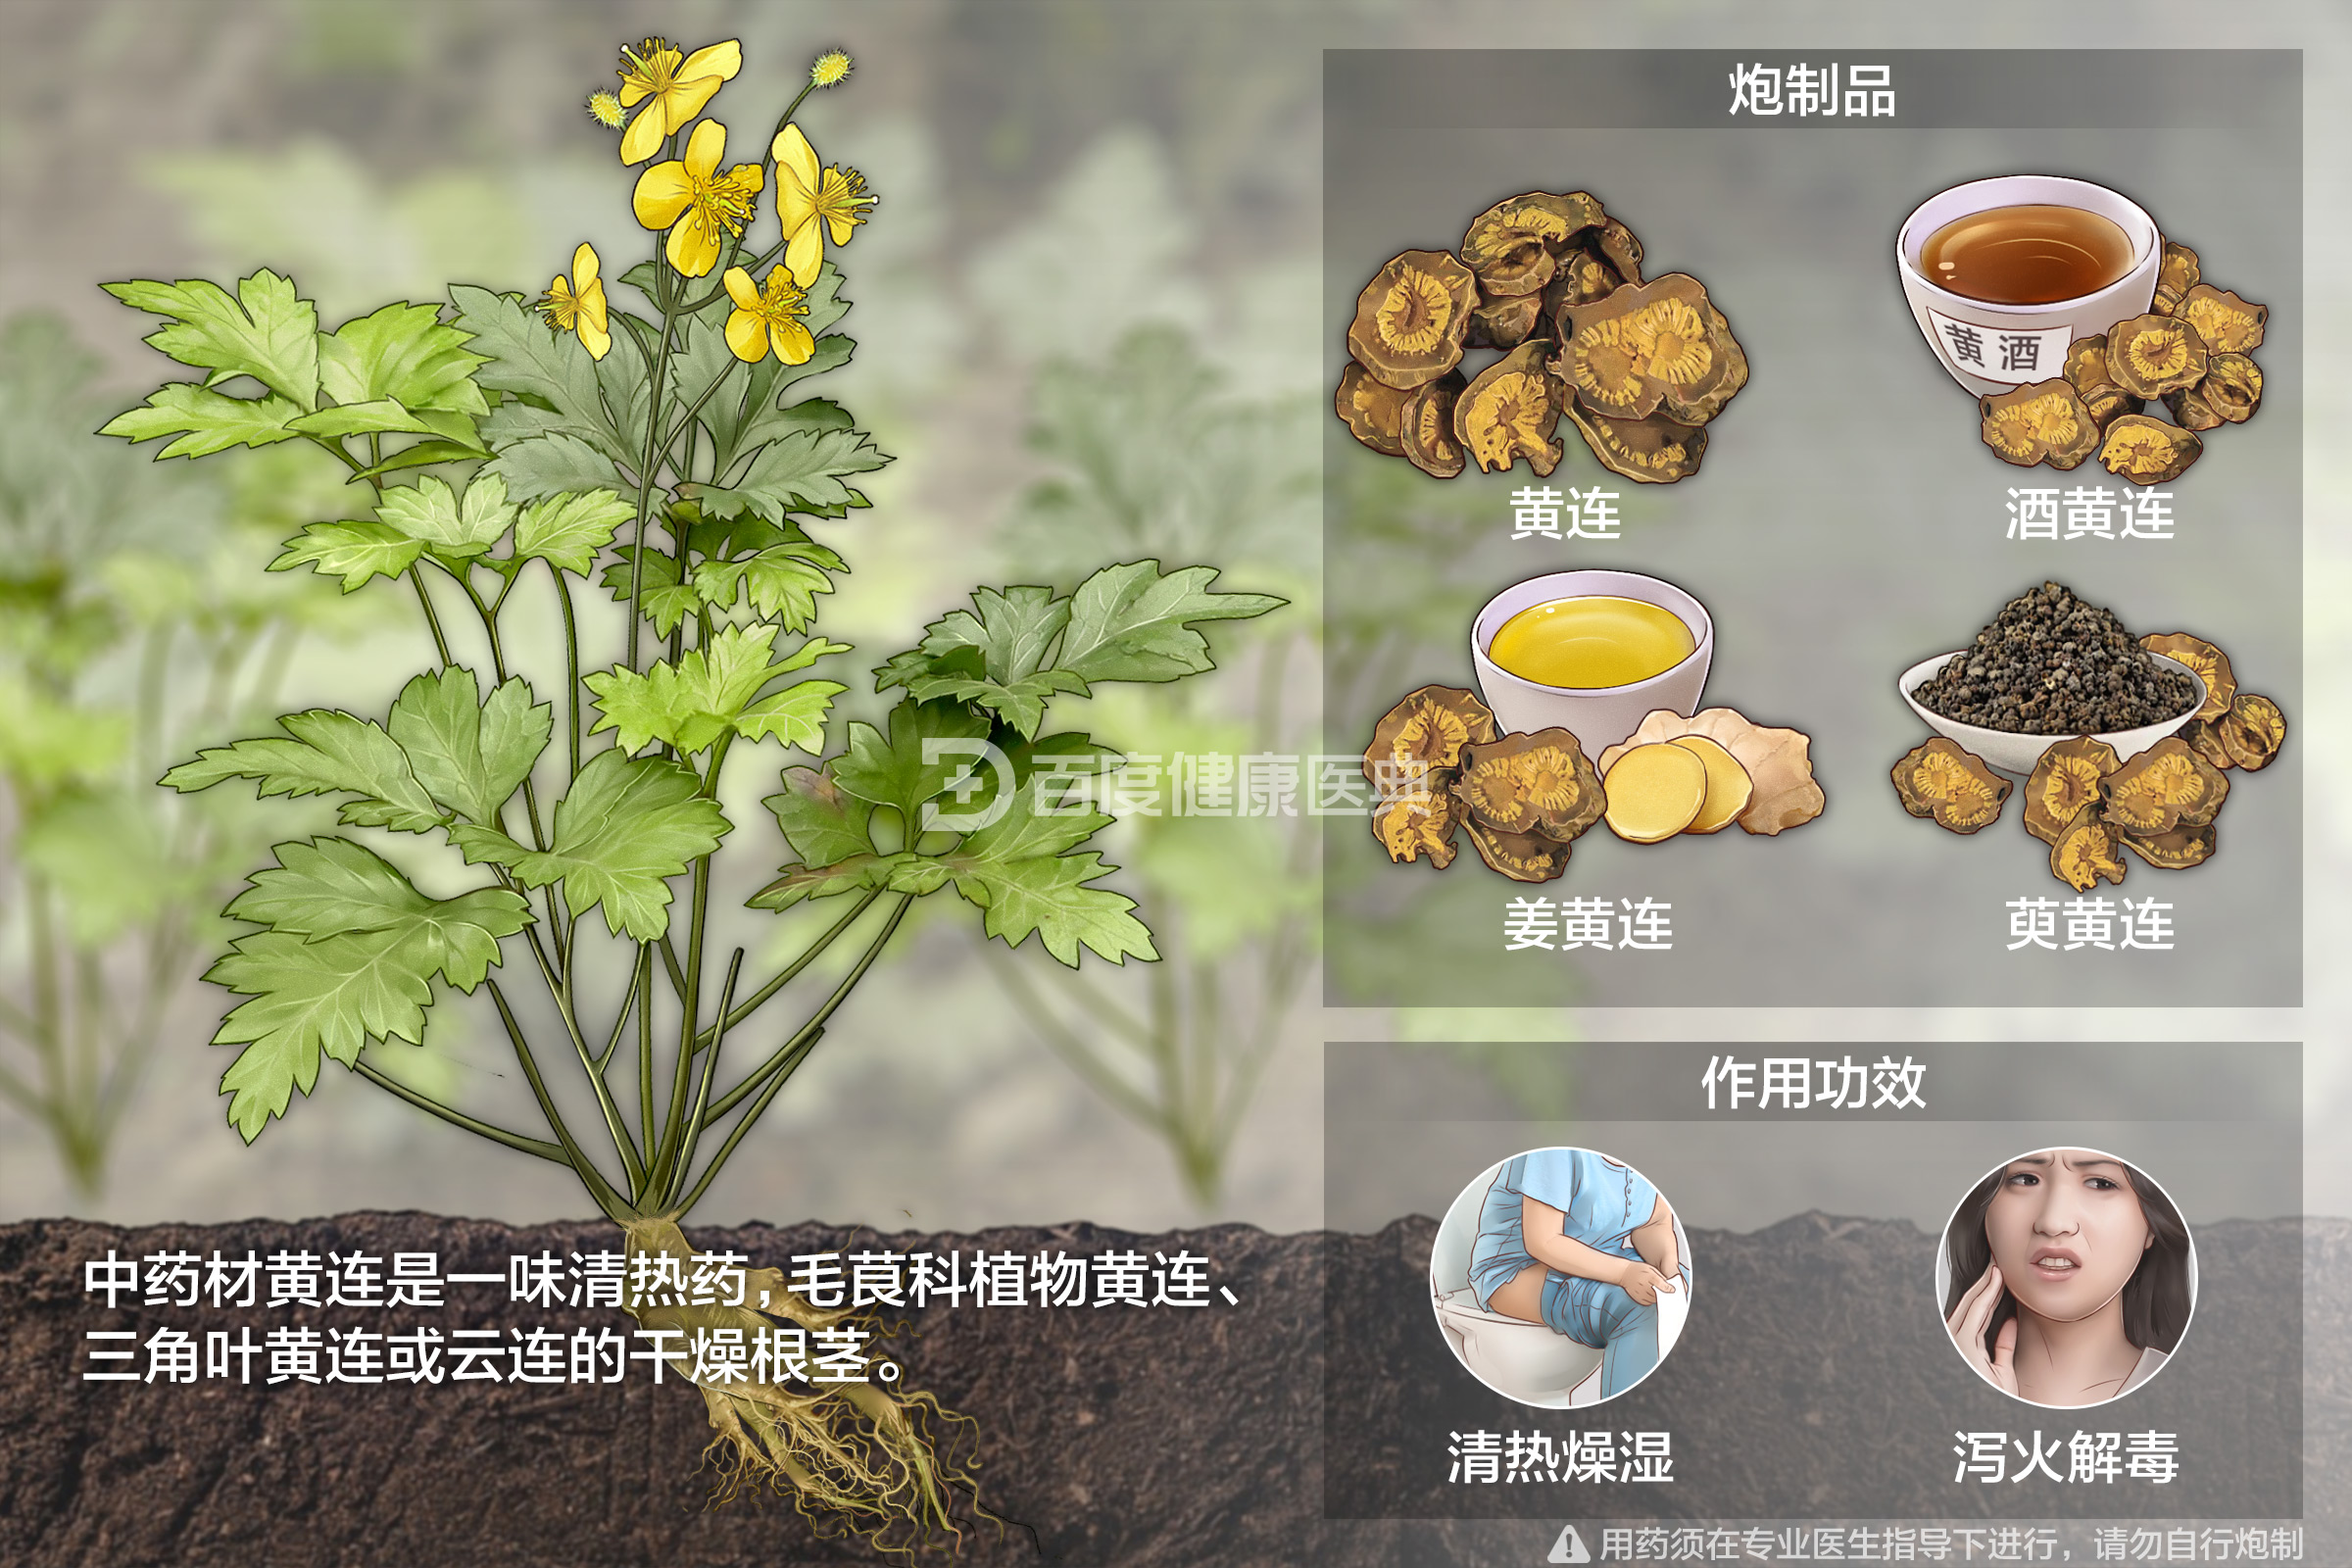 炮制品
黄酒
黄连
酒黄连
姜黄连
萸黄连
百度健康医典
作用功效
清热燥湿
泻火解毒
中药材黄连是一味清热药，毛茛科植物黄连、
三角叶黄连或云连的干燥根茎。
用药须在专业医生指导下进行，请勿自行炮制